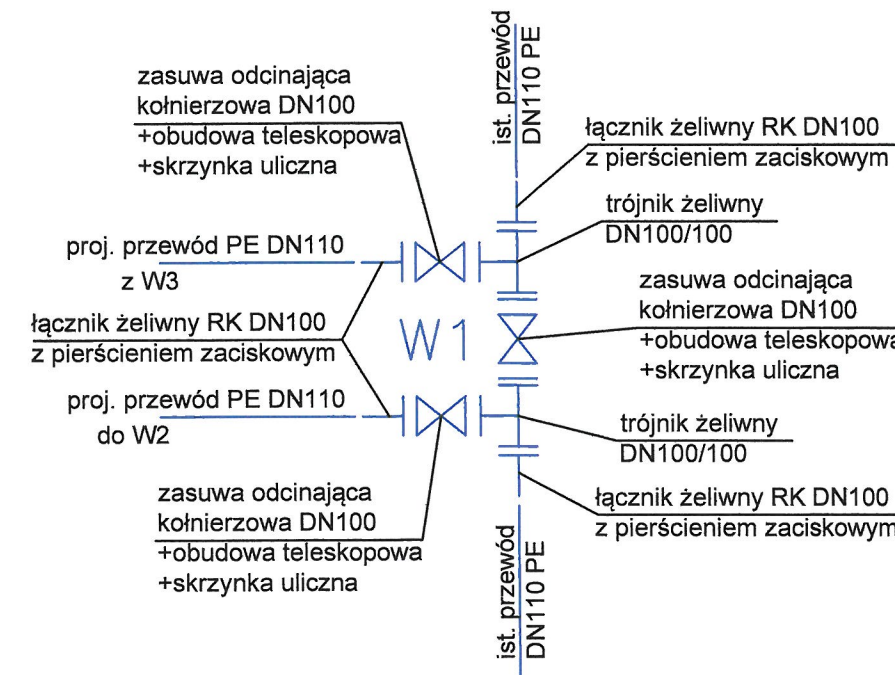 ist. przewód
DN110 PE
zasuwa odcinająca
kołnierzowa DN100
+obudowa teleskopowa
+skrzynka uliczna
łącznik żeliwny RK DN100
z pierścieniem zaciskowym
trójnik żeliwny
DN100/100
proj. przewód PE DN110
z W3
zasuwa odcinająca
kołnierzowa DN100
+obudowa teleskopowa
+skrzynka uliczna
łącznik żeliwny RK DN100
z pierścieniem zaciskowym
W1
proj. przewód PE DN110
do W2
trójnik żeliwny
DN100/100
zasuwa odcinająca
kołnierzowa DN100
+obudowa teleskopowa
+skrzynka uliczna
łącznik żeliwny RK DN100
z pierścieniem zaciskowym
ist. przewód
DN110 PE